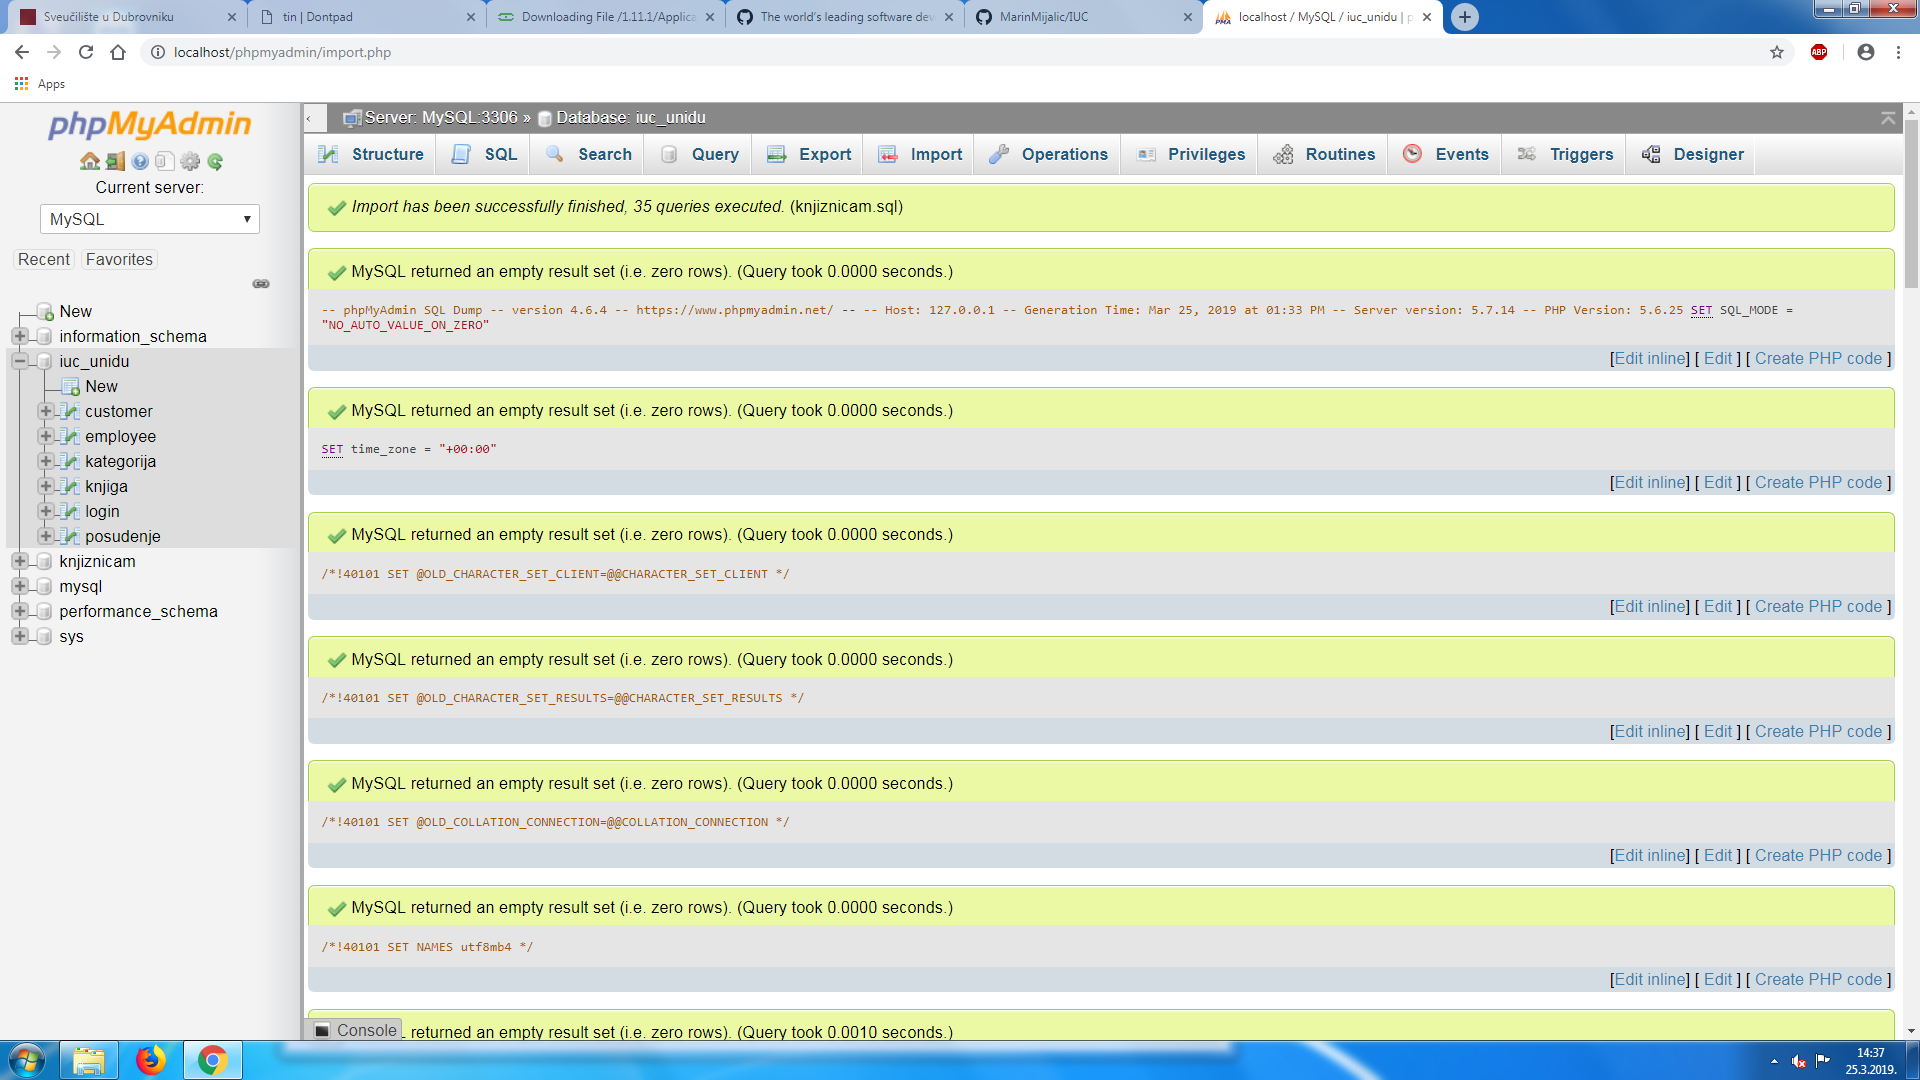 Sveučilište u Dubrovniku
tin | Dontpad
Downloading File /1.11.1/Applica
The world's leading software dev
MarinMijalic/IUC
localhost / MySQL / iuc_unidu | p
localhost/phpmyadmin/import.php
ABP
Apps
phpMyAdmin
Current server:
MySQL
Recent
Favorites
New
information_schema
iuc_unidu
New
customer
employee
kategorija
knjiga
login
posudenje
knjiznicam
mysql
performance_schema
sys
Server: MySQL:3306 » Database: iuc_unidu
Structure
SQL
Search
Query
Export
Import
Operations
Privileges
Routines
Events
Triggers
Designer
Import has been successfully finished, 35 queries executed. (knjiznicam.sql)
MySQL returned an empty result set (i.e. zero rows). (Query took 0.0000 seconds.)
-- phpMyAdmin SQL Dump -- version 4.6.4 -- https://www.phpmyadmin.net/ -- -- Host: 127.0.0.1 -- Generation Time: Mar 25, 2019 at 01:33 PM -- Server version: 5.7.14 -- PHP Version: 5.6.25 SET SQL_MODE =
"NO_AUTO_VALUE_ON_ZERO"
[Edit inline] [ Edit ] [ Create PHP code ]
MySQL returned an empty result set (i.e. zero rows). (Query took 0.0000 seconds.)
SET time_zone = "+00:00"
[Edit inline] [ Edit ] [ Create PHP code ]
MySQL returned an empty result set (i.e. zero rows). (Query took 0.0000 seconds.)
/*!40101 SET @OLD_CHARACTER_SET_CLIENT=@@CHARACTER_SET_CLIENT */
[Edit inline] [ Edit ] [ Create PHP code ]
MySQL returned an empty result set (i.e. zero rows). (Query took 0.0000 seconds.)
/*!40101 SET @OLD_CHARACTER_SET_RESULTS=@@CHARACTER_SET_RESULTS */
[Edit inline] [ Edit ] [ Create PHP code ]
MySQL returned an empty result set (i.e. zero rows). (Query took 0.0000 seconds.)
/*!40101 SET @OLD_COLLATION_CONNECTION=@@COLLATION_CONNECTION */
[Edit inline] [ Edit ] [ Create PHP code ]
MySQL returned an empty result set (i.e. zero rows). (Query took 0.0000 seconds.)
/*!40101 SET NAMES utf8mb4 */
[Edit inline] [ Edit ] [ Create PHP code ]
Console
returned an empty result set (i.e. zero rows). (Query took 0.0010 seconds.)
14:37
25.3.2019.